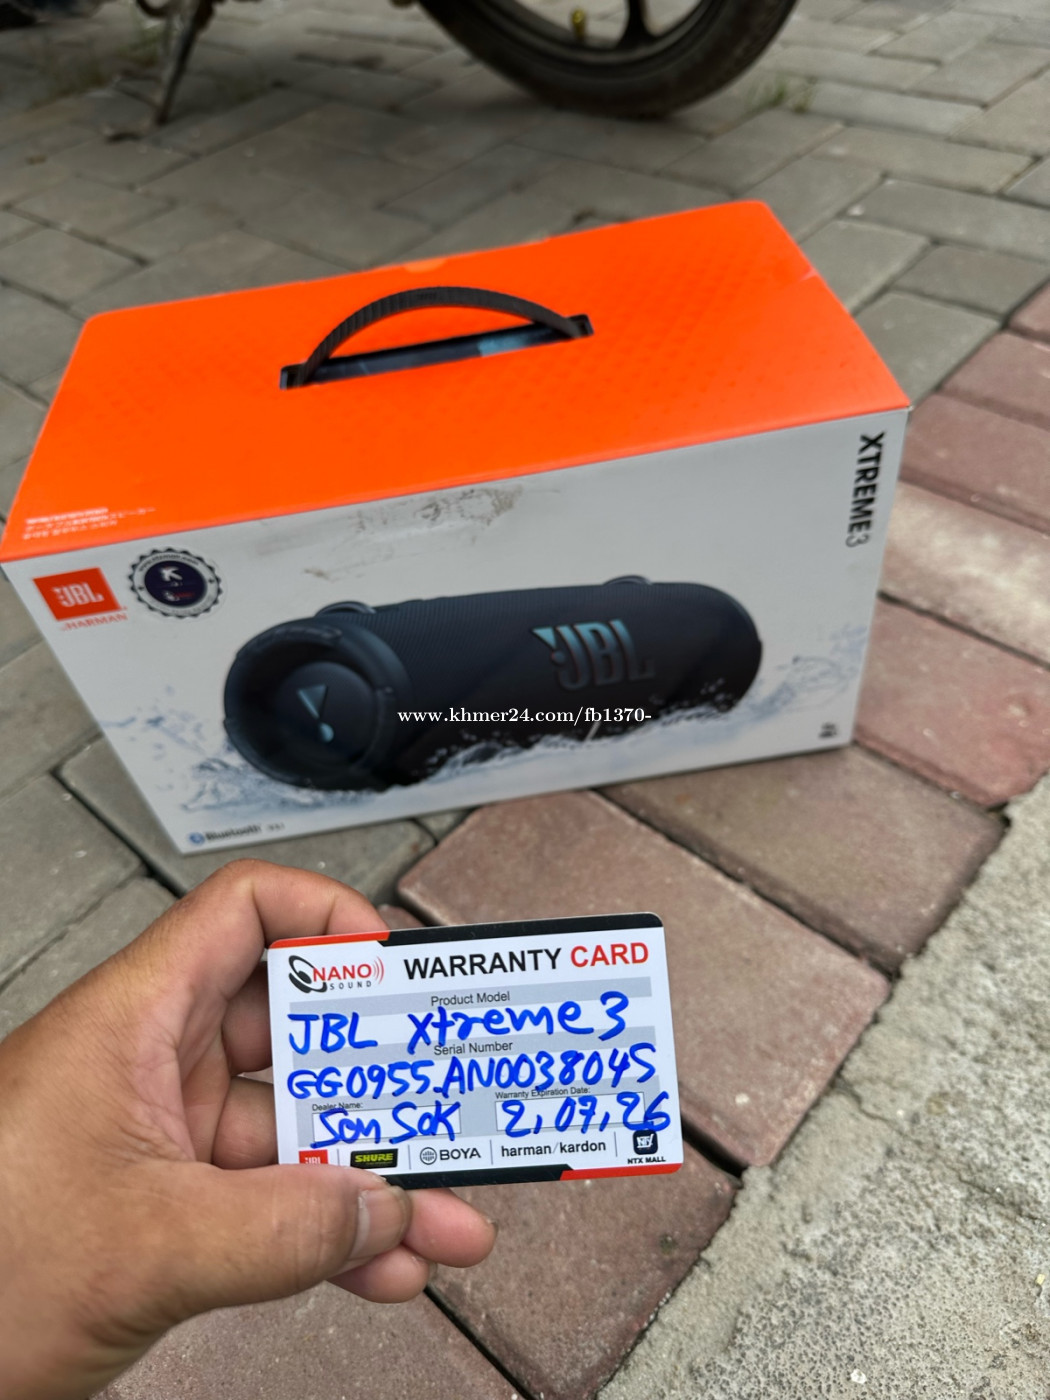 XTREME3
JBL
by HARMAN
JBL
Bluetooth
www.khmer24.com/fb1370-
NANO
SOUND
WARRANTY CARD
Product Model
JBL Xtreme 3
Serial Number
GG0955.AN0038045
Dealer Name:
Warranty Expiration Date:
Som Sok
2,07,26
JBL
SHURE
BOYA
harman/kardon
NTX MALL